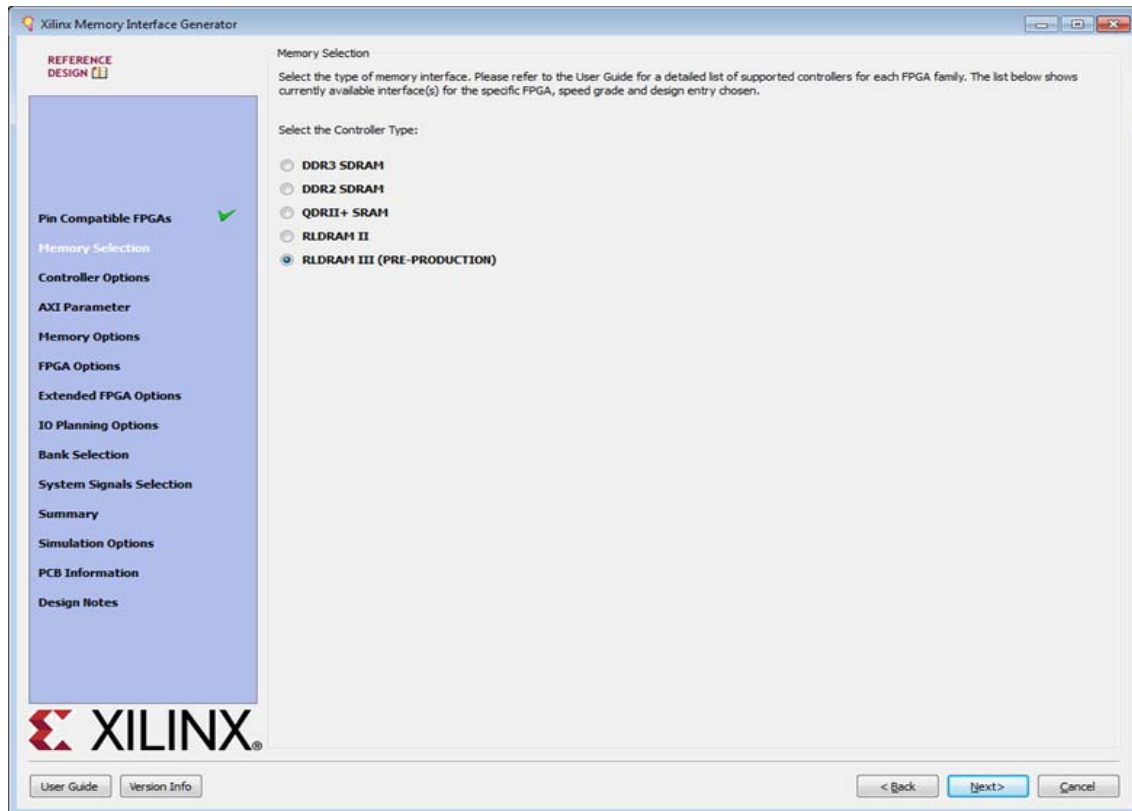 Xilinx Memory Interface Generator
REFERENCE
DESIGN
Pin Compatible FPGAs
Memory Selection
Controller Options
AXI Parameter
Memory Options
FPGA Options
Extended FPGA Options
IO Planning Options
Bank Selection
System Signals Selection
Summary
Simulation Options
PCB Information
Design Notes
XILINX®
Memory Selection
Select the type of memory interface. Please refer to the User Guide for a detailed list of supported controllers for each FPGA family. The list below shows
currently available interface(s) for the specific FPGA, speed grade and design entry chosen.
Select the Controller Type:
DDR3 SDRAM
DDR2 SDRAM
QDRII+ SRAM
RLDRAM II
RLDRAM III (PRE-PRODUCTION)
User Guide Version Info < Back Next> Cancel